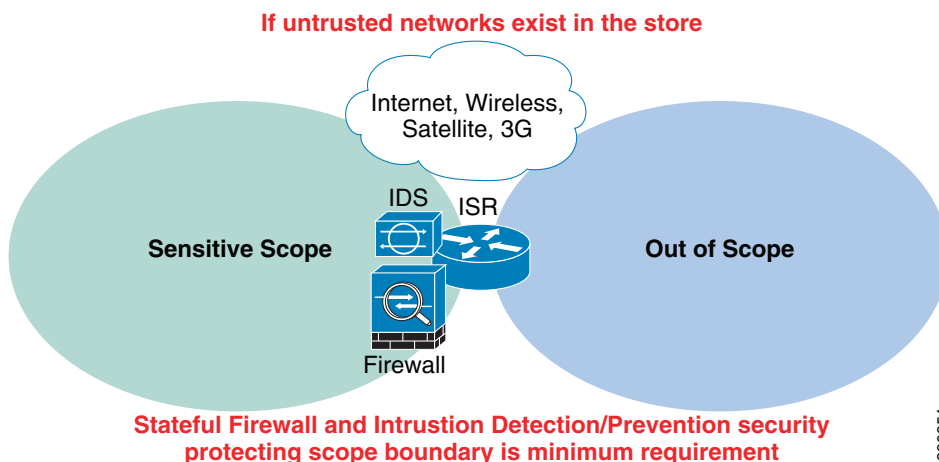 If untrusted networks exist in the store
Internet, Wireless,
Satellite, 3G
IDS
ISR
Sensitive Scope
Out of Scope
Firewall
Stateful Firewall and Intrustion Detection/Prevention security
protecting scope boundary is minimum requirement